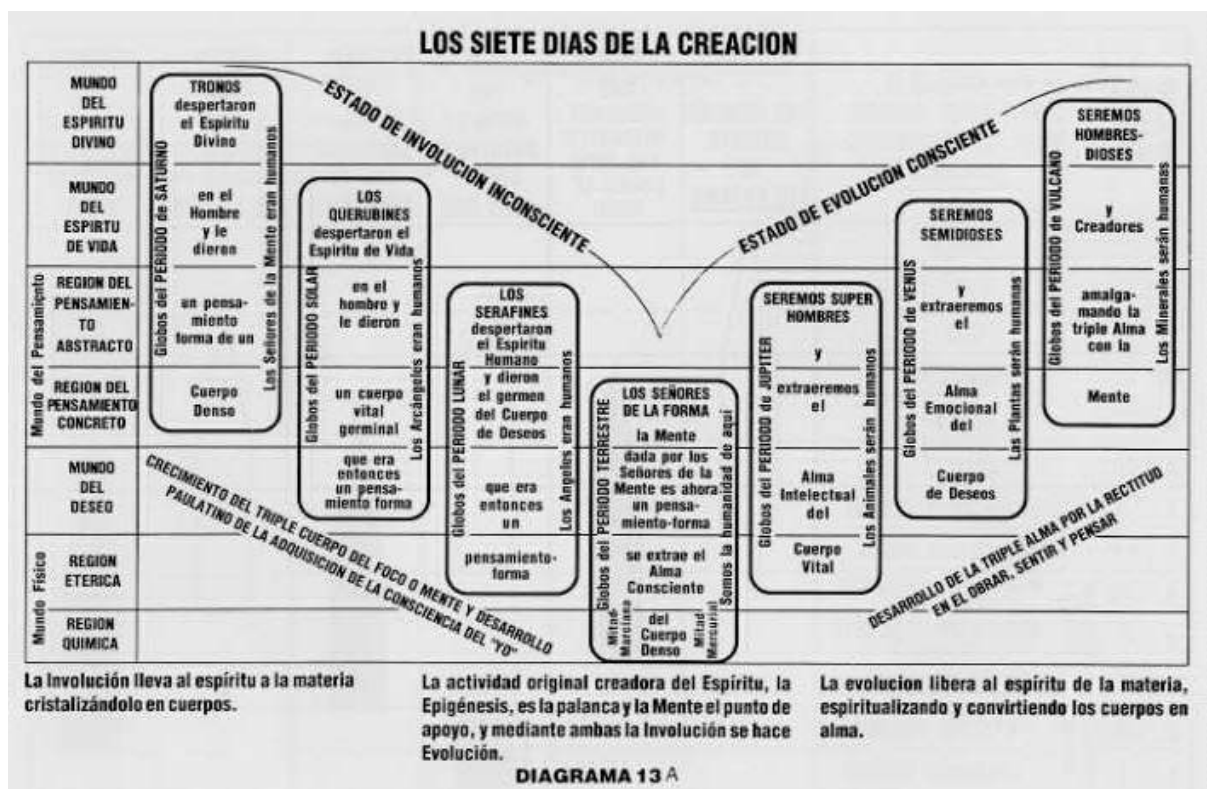 LOS SIETE DIAS DE LA CREACION
MUNDO
DEL
ESPIRITU
DIVINO
MUNDO
DEL
ESPIRTU
DE VIDA
Mundo del Pensamiento
REGION DEL
PENSAMIEN-
TO
ABSTRACTO
REGION DEL
PENSAMIENTO
CONCRETO
MUNDO
DEL
DESEO
Mundo Físico
REGION
ETERICA
REGION
QUIMICA
Globos del PERIODO de SATURNO
TRONOS
despertaron
el Espíritu
Divino
en el
Hombre
y le
dieron
un pensa-
miento
forma de un
Cuerpo
Denso
Los Señores de la Mente eran humanos
Globos del PERIODO SOLAR
LOS
QUERUBINES
despertaron el
Espíritu de Vida
en el
hombre y
le dieron
un cuerpo
vital
germinal
que era
entonces
un pensa-
miento forma
Los Arcángeles eran humanos
Globos del PERIODO LUNAR
LOS
SERAFINES
despertaron
el Espíritu
Humano
y dieron
el germen
del Cuerpo
de Deseos
que era
entonces
un
pensamiento-
forma
Los Angeles eran humanos
Globos del PERIODO TERRESTRE
LOS SEÑORES
DE LA FORMA
la Mente
dada por los
Señores de la
Mente es ahora
un pensa-
miento-forma
se extrae el
Alma
Consciente
del
Cuerpo
Denso
Mitad
Marciana
Mitad
Mercurial
Somos la humanidad de aquí
Globos del PERIODO de JUPITER
SEREMOS SUPER
HOMBRES
y
extraeremos
el
Alma
Intelectual
del
Cuerpo
Vital
Los Animales serán humanos
Globos del PERIODO de VENUS
SEREMOS
SEMIDIOSES
y
extraeremos
el
Alma
Emocional
del
Cuerpo
de Deseos
Las Plantas serán humanas
Globos del PERIODO de VULCANO
SEREMOS
HOMBRES-
DIOSES
y
Creadores
amalga-
mando la
triple Alma
con la
Mente
Los Minerales serán humanas
ESTADO DE INVOLUCION INCONSCIENTE
ESTADO DE EVOLUCION CONSCIENTE
CRECIMIENTO DEL TRIPLE CUERPO DEL FOCO O MENTE Y DESARROLLO
PAULATINO DE LA ADQUISICION DE LA CONSCIENCIA DEL "YO"
DESARROLLO DE LA TRIPLE ALMA POR LA RECTITUD
EN EL OBRAR, SENTIR Y PENSAR
La Involución lleva al espíritu a la materia
cristalizándolo en cuerpos.
La actividad original creadora del Espíritu, la
Epigénesis, es la palanca y la Mente el punto de
apoyo, y mediante ambas la Involución se hace
Evolución.
La evolucion libera al espíritu de la materia,
espiritualizando y convirtiendo los cuerpos en
alma.
DIAGRAMA 13 A